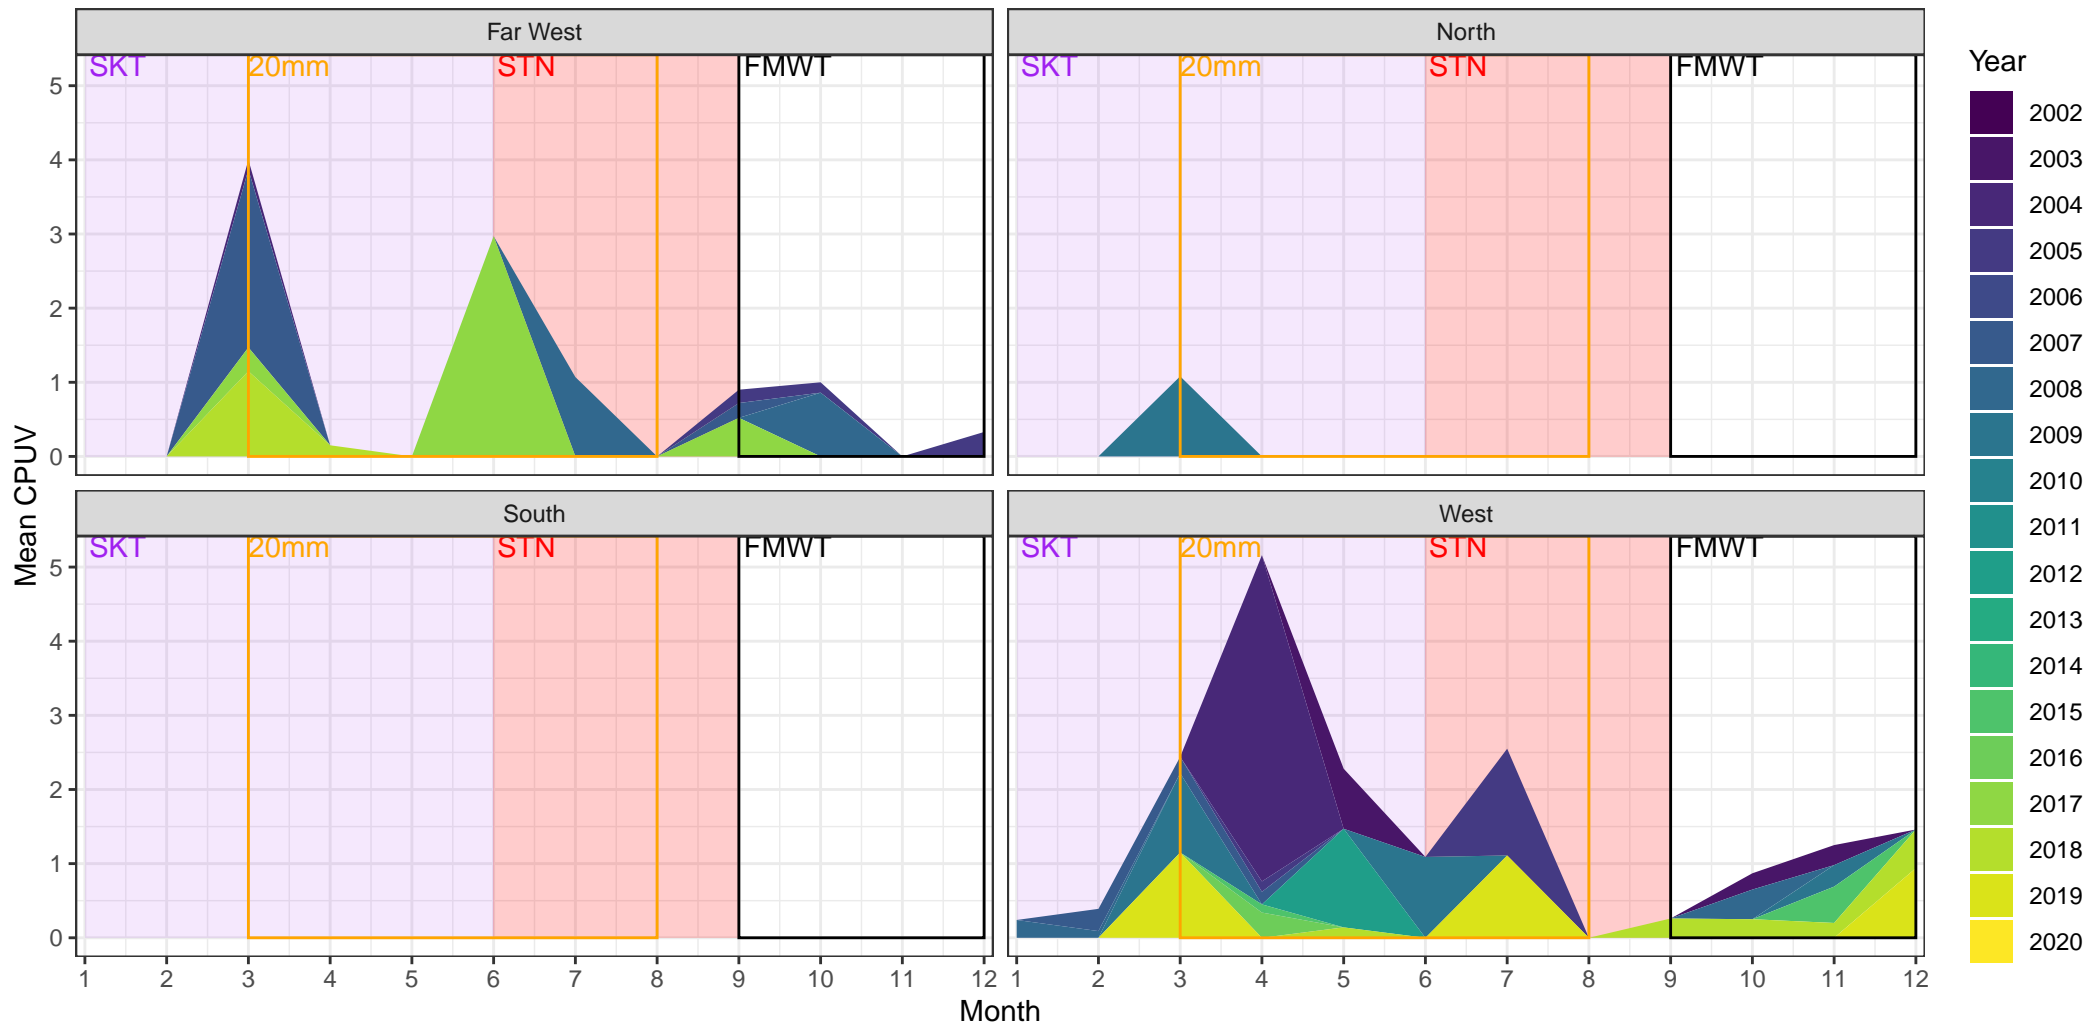 Far West
North
SKT 20mm STN FMWT
SKT 20mm STN FMWT
5
4
3
2
1
0
South
West
SKT 20mm STN FMWT
SKT 20mm STN FMWT
5
4
3
2
1
0
1 2 3 4 5 6 7 8 9 10 11 12
1 2 3 4 5 6 7 8 9 10 11 12
Month
Mean CPUV
Year
2002
2003
2004
2005
2006
2007
2008
2009
2010
2011
2012
2013
2014
2015
2016
2017
2018
2019
2020